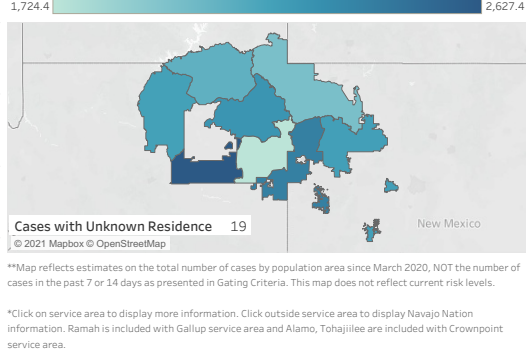 1,724.4 2,627.4
New Mexico
Cases with Unknown Residence 19
© 2021 Mapbox © OpenStreetMap
**Map reflects estimates on the total number of cases by population area since March 2020, NOT the number of
cases in the past 7 or 14 days as presented in Gating Criteria. This map does not reflect current risk levels.
*Click on service area to display more information. Click outside service area to display Navajo Nation
information. Ramah is included with Gallup service area and Alamo, Tohajiilee are included with Crownpoint
service area.